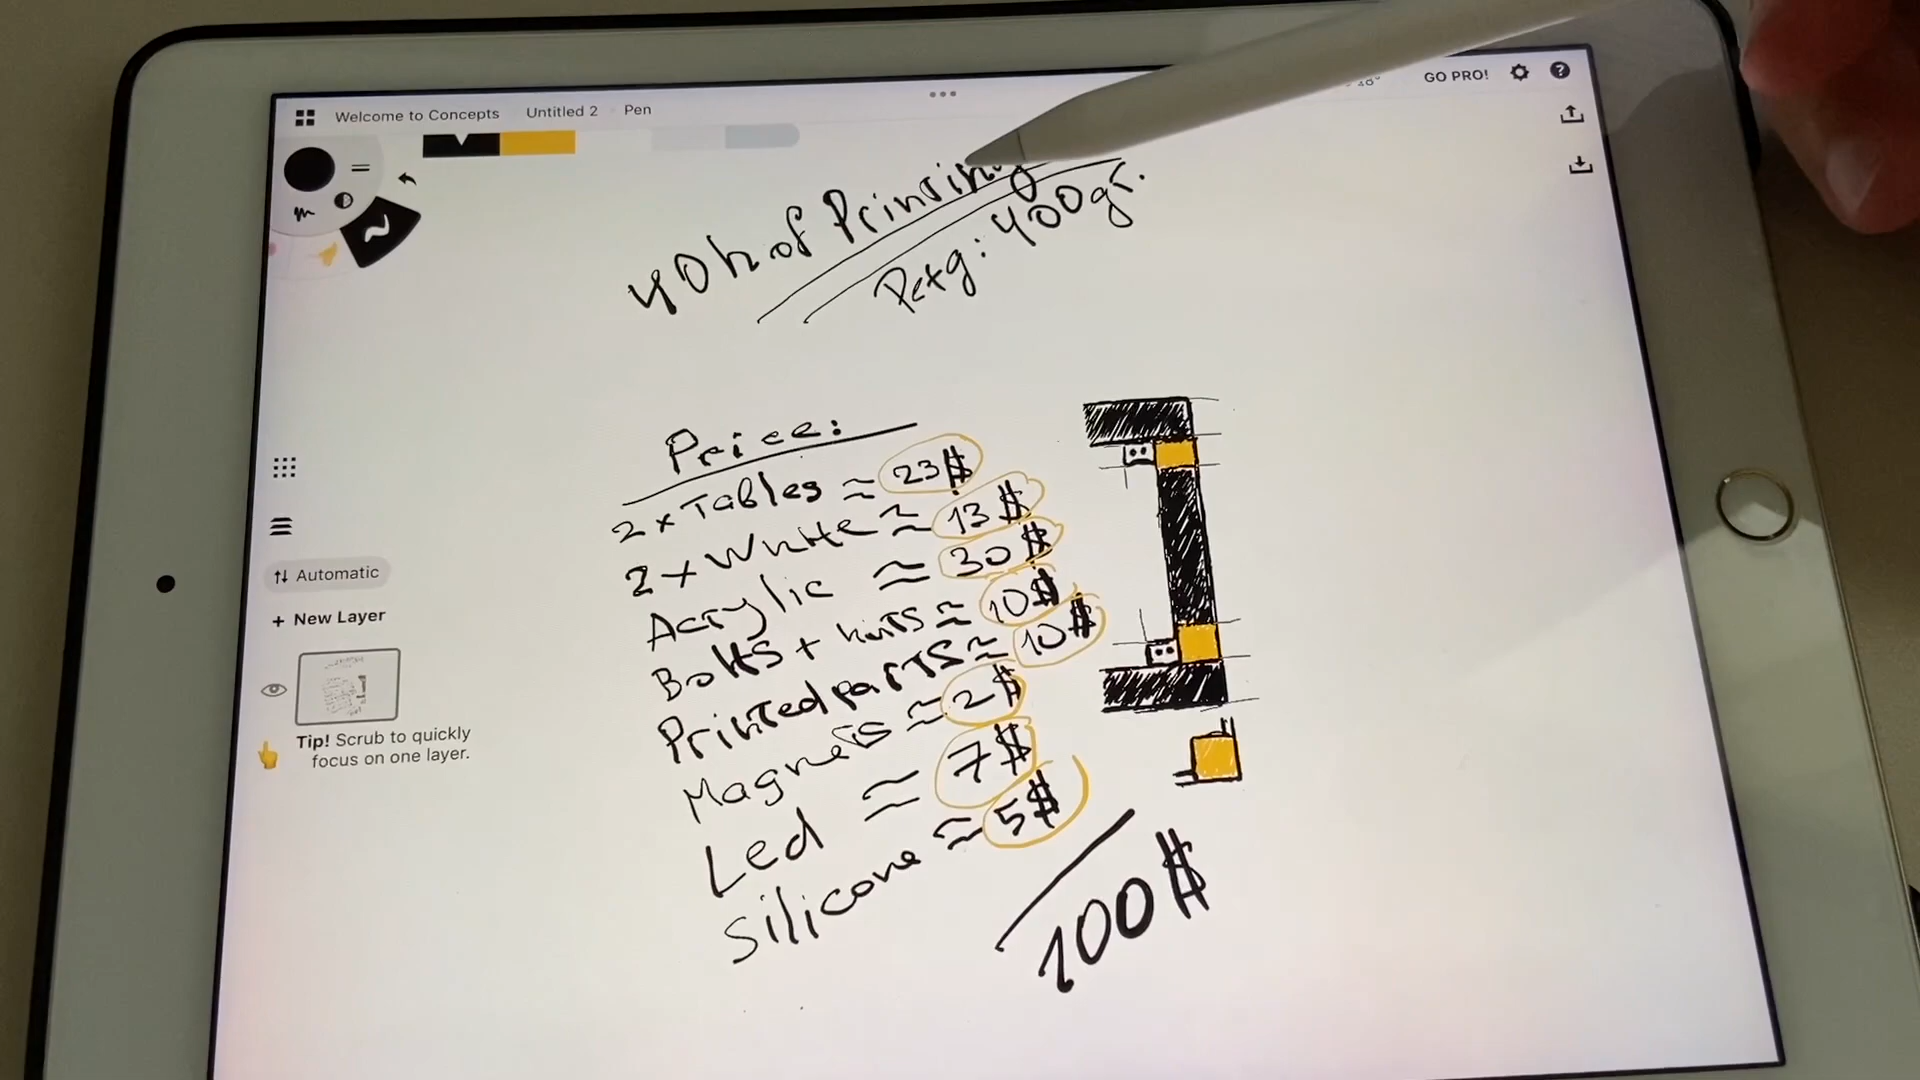 Welcome to Concepts Untitled 2 Pen
GO PRO!
40h of Prinsing
Petg: 400gr.
Price:
2 x Tables ≈ 23$
2 x White ≈ 13$
Acrylic ≈ 30$
Bolts + nuts ≈ 10$
Printed parts ≈ 10$
Magnets ≈ 2$
Led ≈ 7$
Silicone ≈ 5$
100$
Automatic
+ New Layer
Tip! Scrub to quickly
focus on one layer.